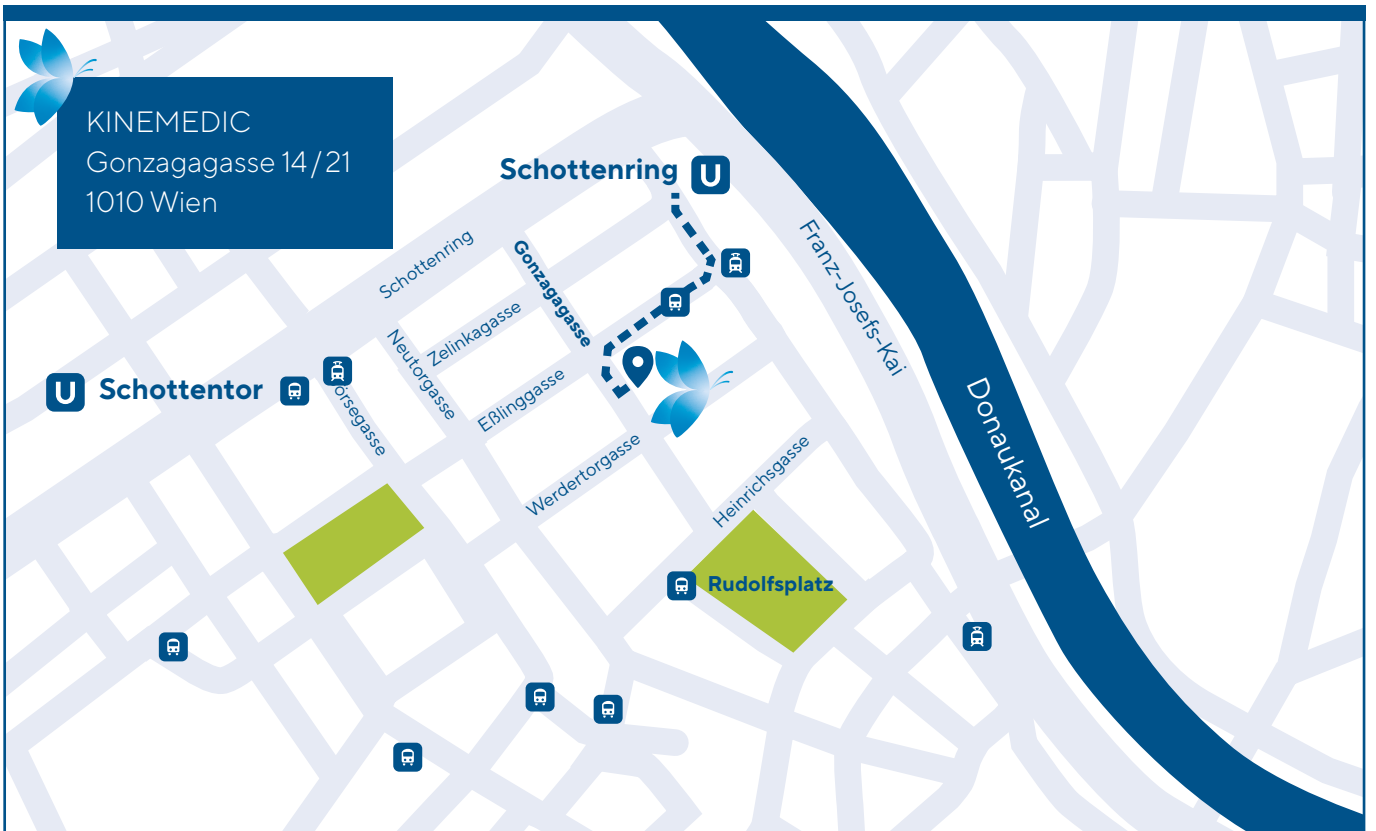 KINEMEDIC
Gonzagagasse 14/21
1010 Wien
Schottenring U
Schottenring
Gonzagagasse
Franz-Josefs-Kai
Zelinkagasse
Neutorgasse
U Schottentor
örsegasse
Eßlinggasse
Donaukanal
Werdertorgasse
Heinrichsgasse
Rudolfsplatz